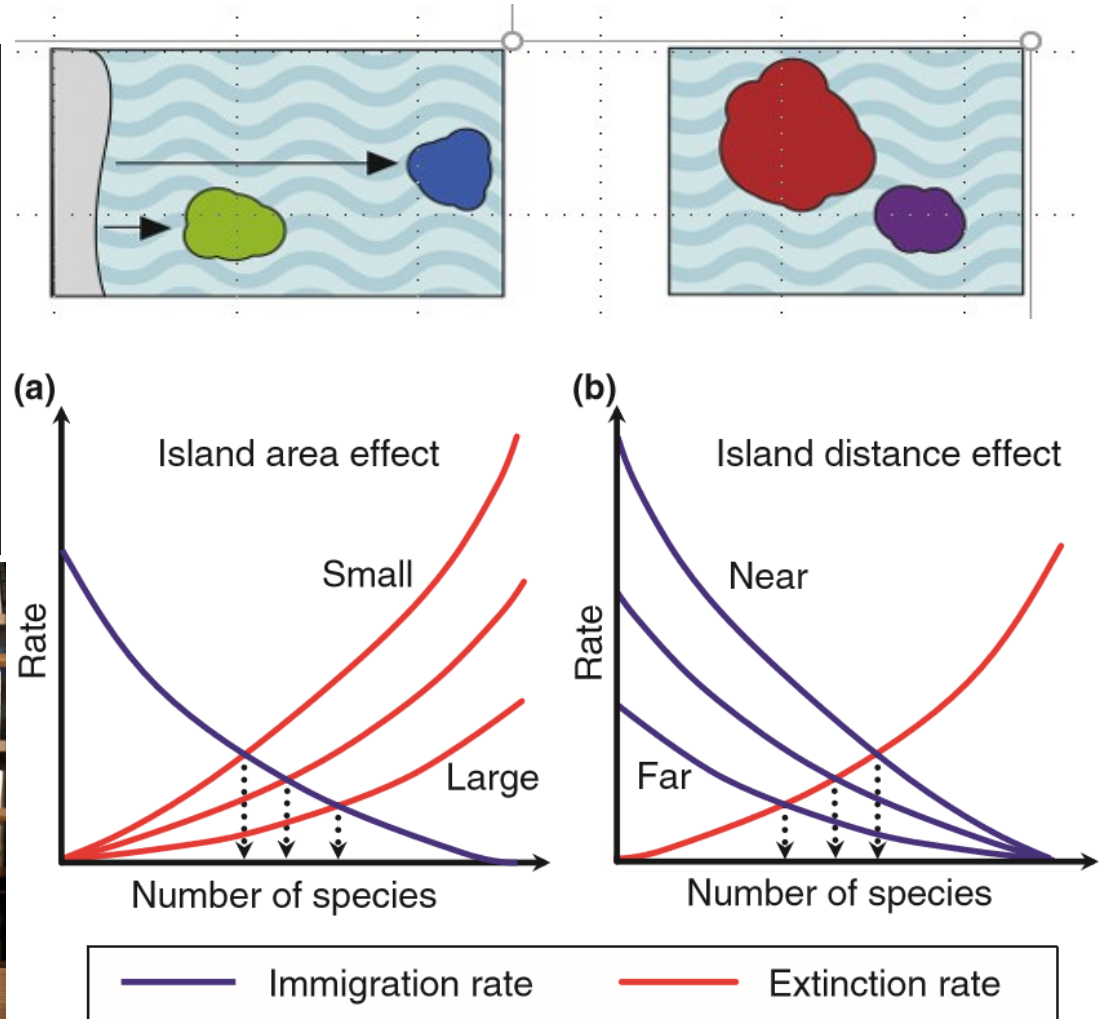 (a)
Island area effect
Small
Large
Rate
Number of species
(b)
Island distance effect
Near
Far
Rate
Number of species
Immigration rate
Extinction rate